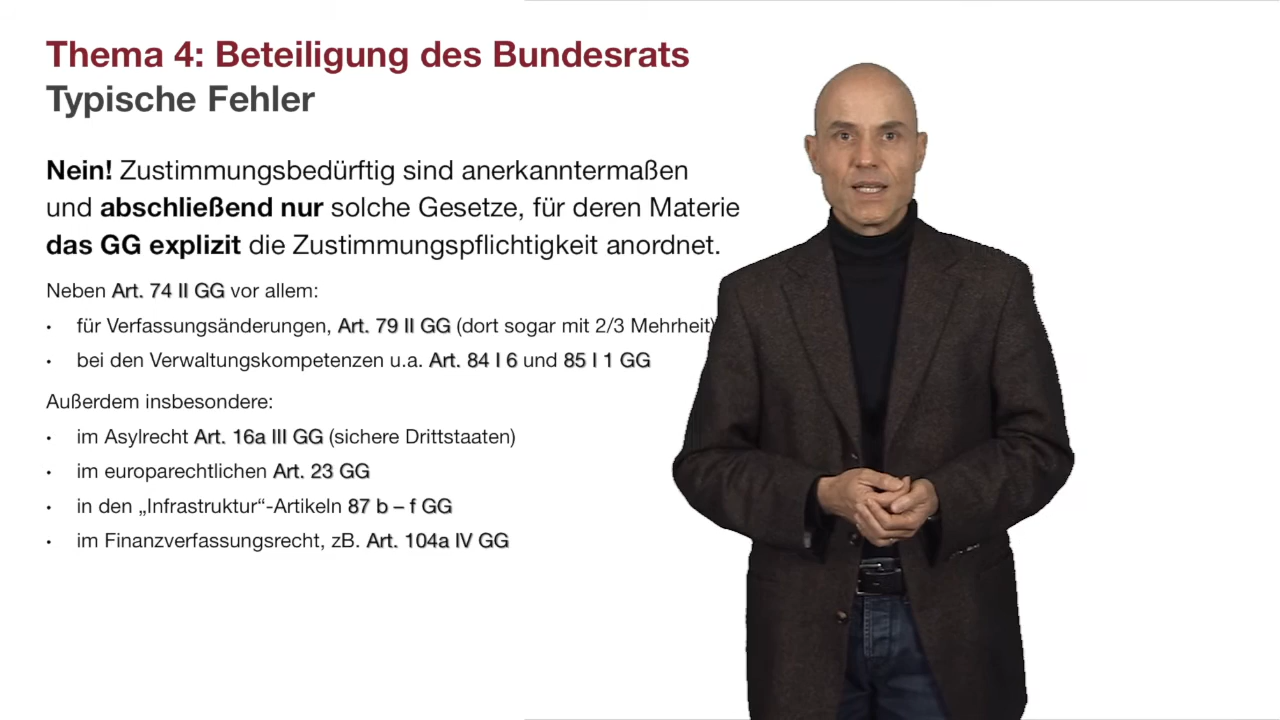 Thema 4: Beteiligung des Bundesrats
Typische Fehler
Nein! Zustimmungsbedürftig sind anerkanntermaßen
und abschließend nur solche Gesetze, für deren Materie
das GG explizit die Zustimmungspflichtigkeit anordnet.
Neben Art. 74 II GG vor allem:
• für Verfassungsänderungen, Art. 79 II GG (dort sogar mit 2/3 Mehrheit)
• bei den Verwaltungskompetenzen u.a. Art. 84 I 6 und 85 I 1 GG
Außerdem insbesondere:
• im Asylrecht Art. 16a III GG (sichere Drittstaaten)
• im europarechtlichen Art. 23 GG
• in den „Infrastruktur“-Artikeln 87 b – f GG
• im Finanzverfassungsrecht, zB. Art. 104a IV GG